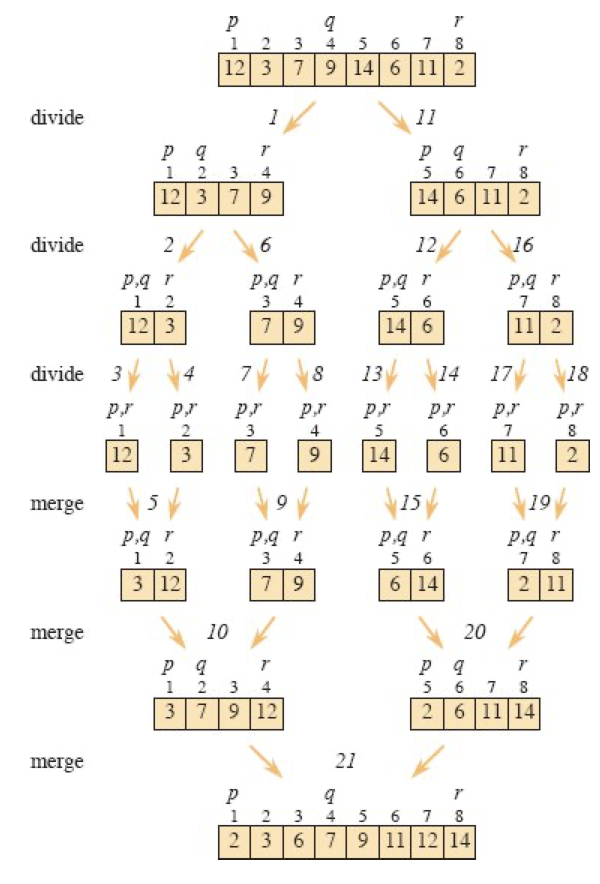 p q r
1 2 3 4 5 6 7 8
12 3 7 9 14 6 11 2
divide 1 11
p q r p q r
1 2 3 4 5 6 7 8
12 3 7 9 14 6 11 2
divide 2 6 12 16
p,q r p,q r p,q r p,q r
1 2 3 4 5 6 7 8
12 3 7 9 14 6 11 2
divide 3 4 7 8 13 14 17 18
p,r p,r p,r p,r p,r p,r p,r p,r
1 2 3 4 5 6 7 8
12 3 7 9 14 6 11 2
merge 5 9 15 19
p,q r p,q r p,q r p,q r
1 2 3 4 5 6 7 8
3 12 7 9 6 14 2 11
merge 10 20
p q r p q r
1 2 3 4 5 6 7 8
3 7 9 12 2 6 11 14
merge 21
p q r
1 2 3 4 5 6 7 8
2 3 6 7 9 11 12 14